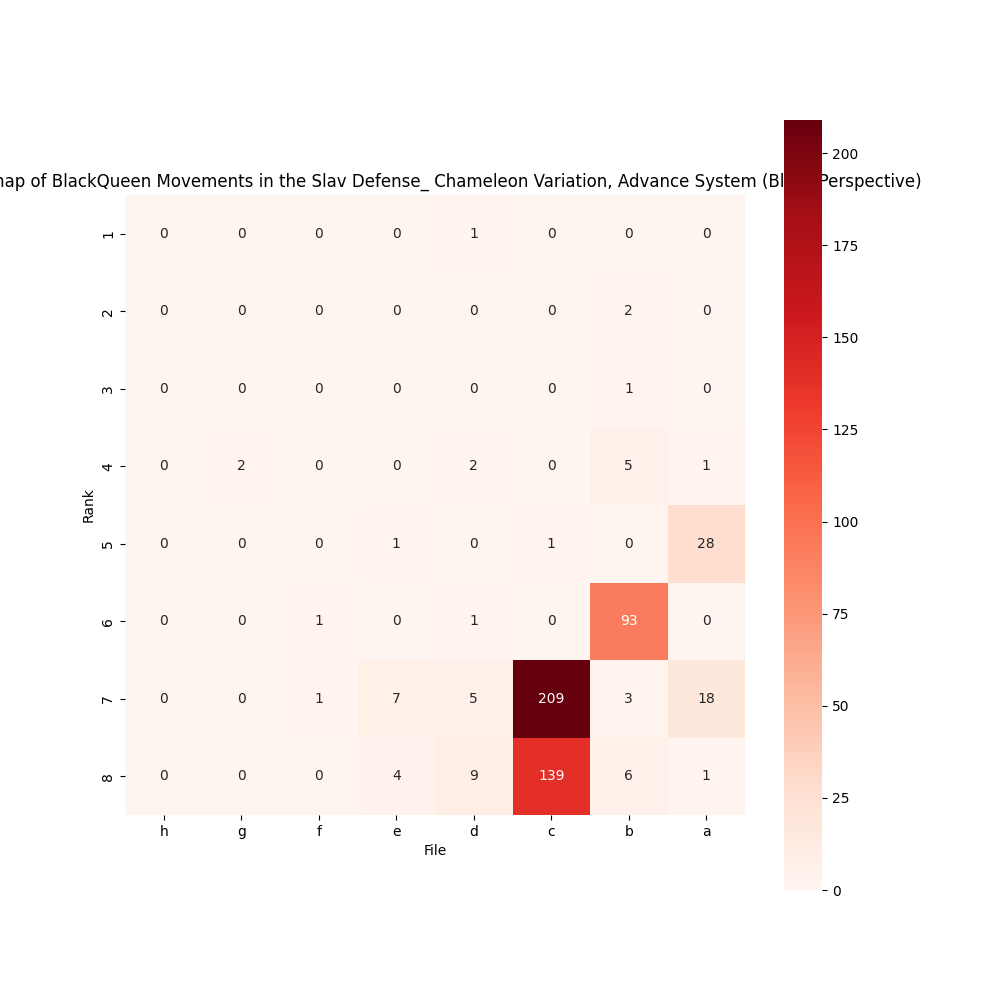 map of BlackQueen Movements in the Slav Defense_ Chameleon Variation, Advance System (Bl Perspective)
200
175
150
125
100
75
50
25
0
Rank
1 0 0 0 0 1 0 0 0
2 0 0 0 0 0 0 2 0
3 0 0 0 0 0 0 1 0
4 0 2 0 0 2 0 5 1
5 0 0 0 1 0 1 0 28
6 0 0 1 0 1 0 93 0
7 0 0 1 7 5 209 3 18
8 0 0 0 4 9 139 6 1
h g f e d c b a
File